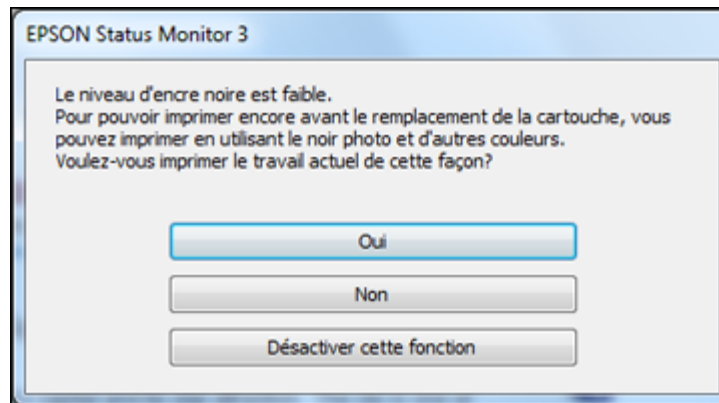 EPSON Status Monitor 3
Le niveau d'encre noire est faible.
Pour pouvoir imprimer encore avant le remplacement de la cartouche, vous
pouvez imprimer en utilisant le noir photo et d'autres couleurs.
Voulez-vous imprimer le travail actuel de cette façon?
Oui
Non
Désactiver cette fonction